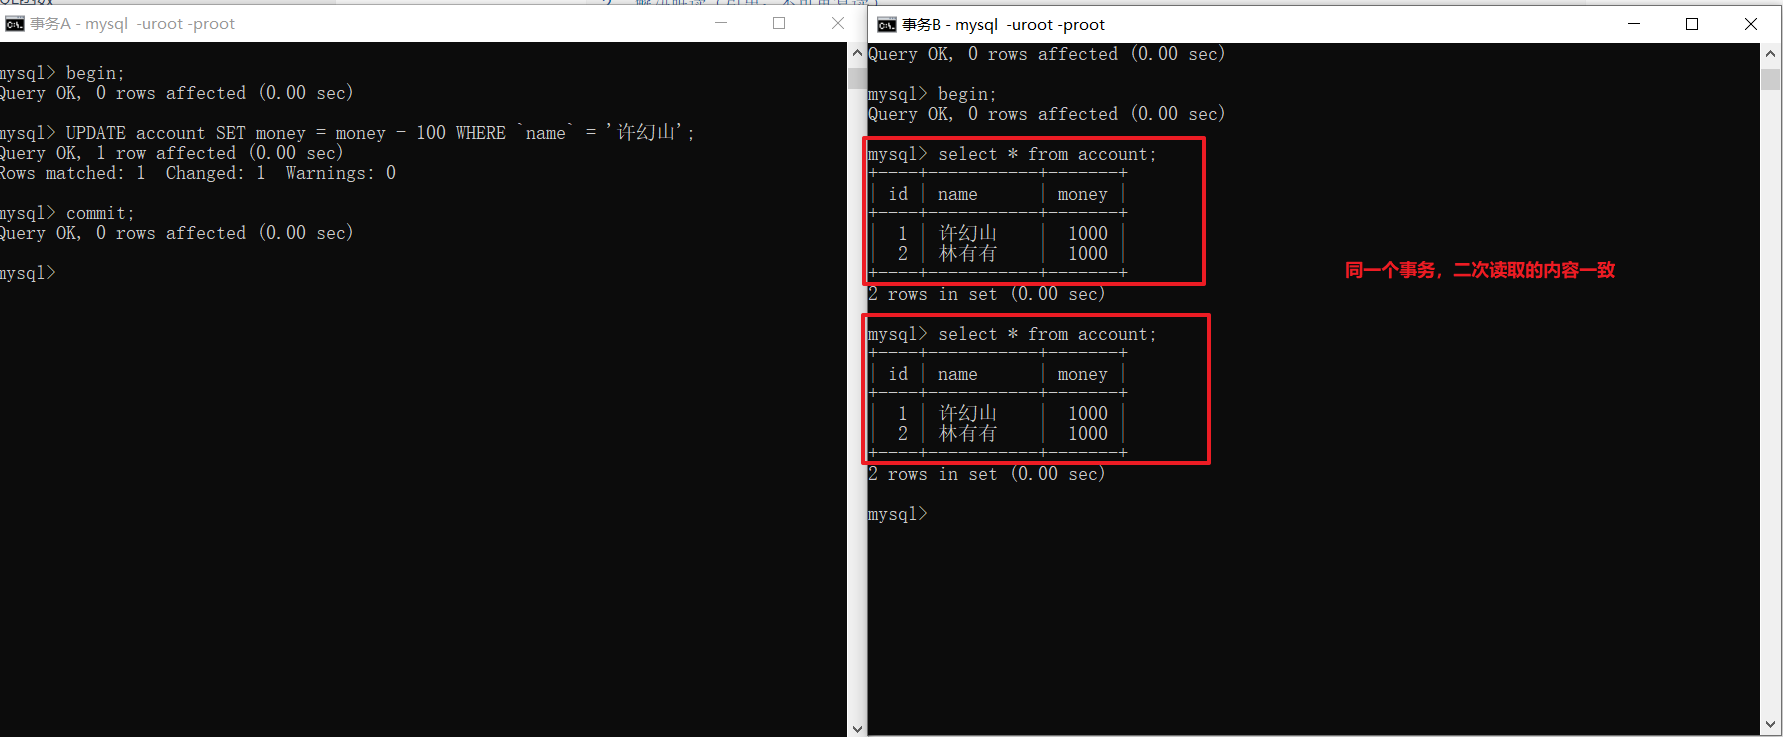 事务A - mysql  -uroot -proot
mysql> begin;
Query OK, 0 rows affected (0.00 sec)
mysql> UPDATE account SET money = money - 100 WHERE `name` = '许幻山';
Query OK, 1 row affected (0.00 sec)
Rows matched: 1  Changed: 1  Warnings: 0
mysql> commit;
Query OK, 0 rows affected (0.00 sec)
mysql>
事务B - mysql  -uroot -proot
Query OK, 0 rows affected (0.00 sec)
mysql> begin;
Query OK, 0 rows affected (0.00 sec)
mysql> select * from account;
+----+-----------+-------+
| id | name      | money |
+----+-----------+-------+
|  1 | 许幻山    |  1000 |
|  2 | 林有有    |  1000 |
+----+-----------+-------+
2 rows in set (0.00 sec)
mysql> select * from account;
+----+-----------+-------+
| id | name      | money |
+----+-----------+-------+
|  1 | 许幻山    |  1000 |
|  2 | 林有有    |  1000 |
+----+-----------+-------+
2 rows in set (0.00 sec)
mysql>
同一个事务，二次读取的内容一致